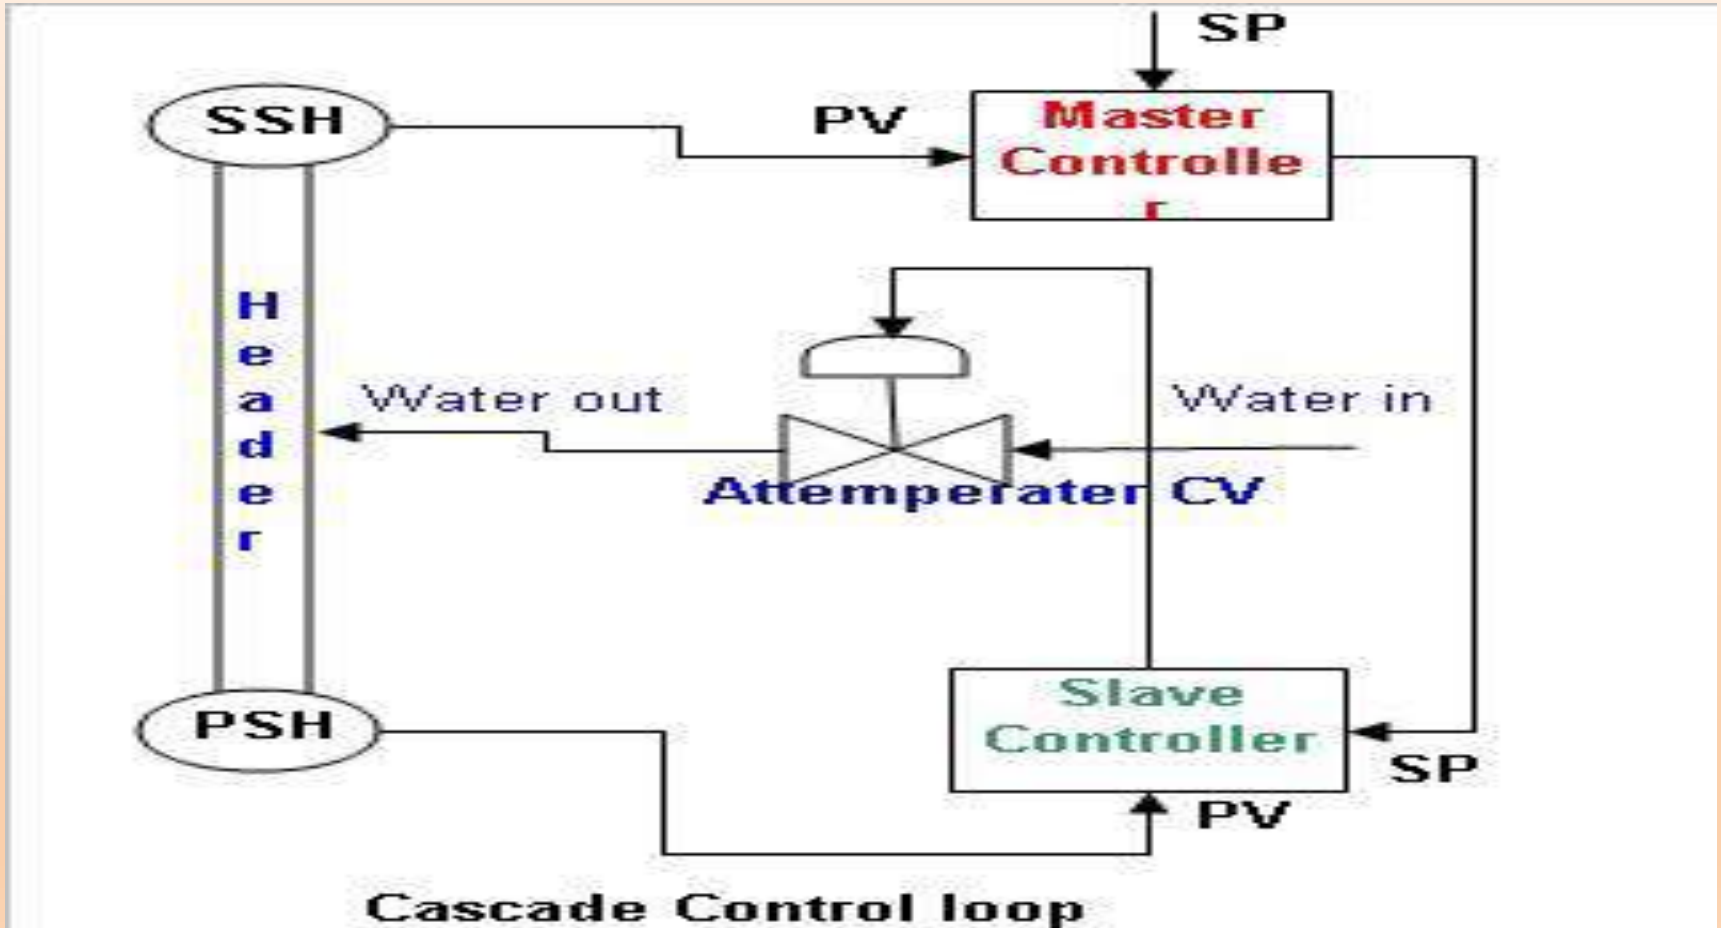 SP
SSH
PV
Master
Controlle
r
H
e
a
d
e
r
Water out
Water in
Attemperater CV
PSH
Slave
Controller
SP
PV
Cascade Control loop